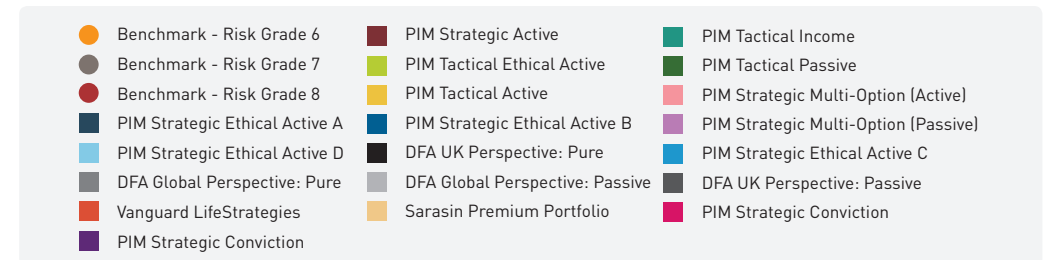 Benchmark - Risk Grade 6
Benchmark - Risk Grade 7
Benchmark - Risk Grade 8
PIM Strategic Ethical Active A
PIM Strategic Ethical Active D
DFA Global Perspective: Pure
Vanguard LifeStrategies
PIM Strategic Conviction
PIM Strategic Active
PIM Tactical Ethical Active
PIM Tactical Active
PIM Strategic Ethical Active B
DFA UK Perspective: Pure
DFA Global Perspective: Passive
Sarasin Premium Portfolio
PIM Tactical Income
PIM Tactical Passive
PIM Strategic Multi-Option (Active)
PIM Strategic Multi-Option (Passive)
PIM Strategic Ethical Active C
DFA UK Perspective: Passive
PIM Strategic Conviction